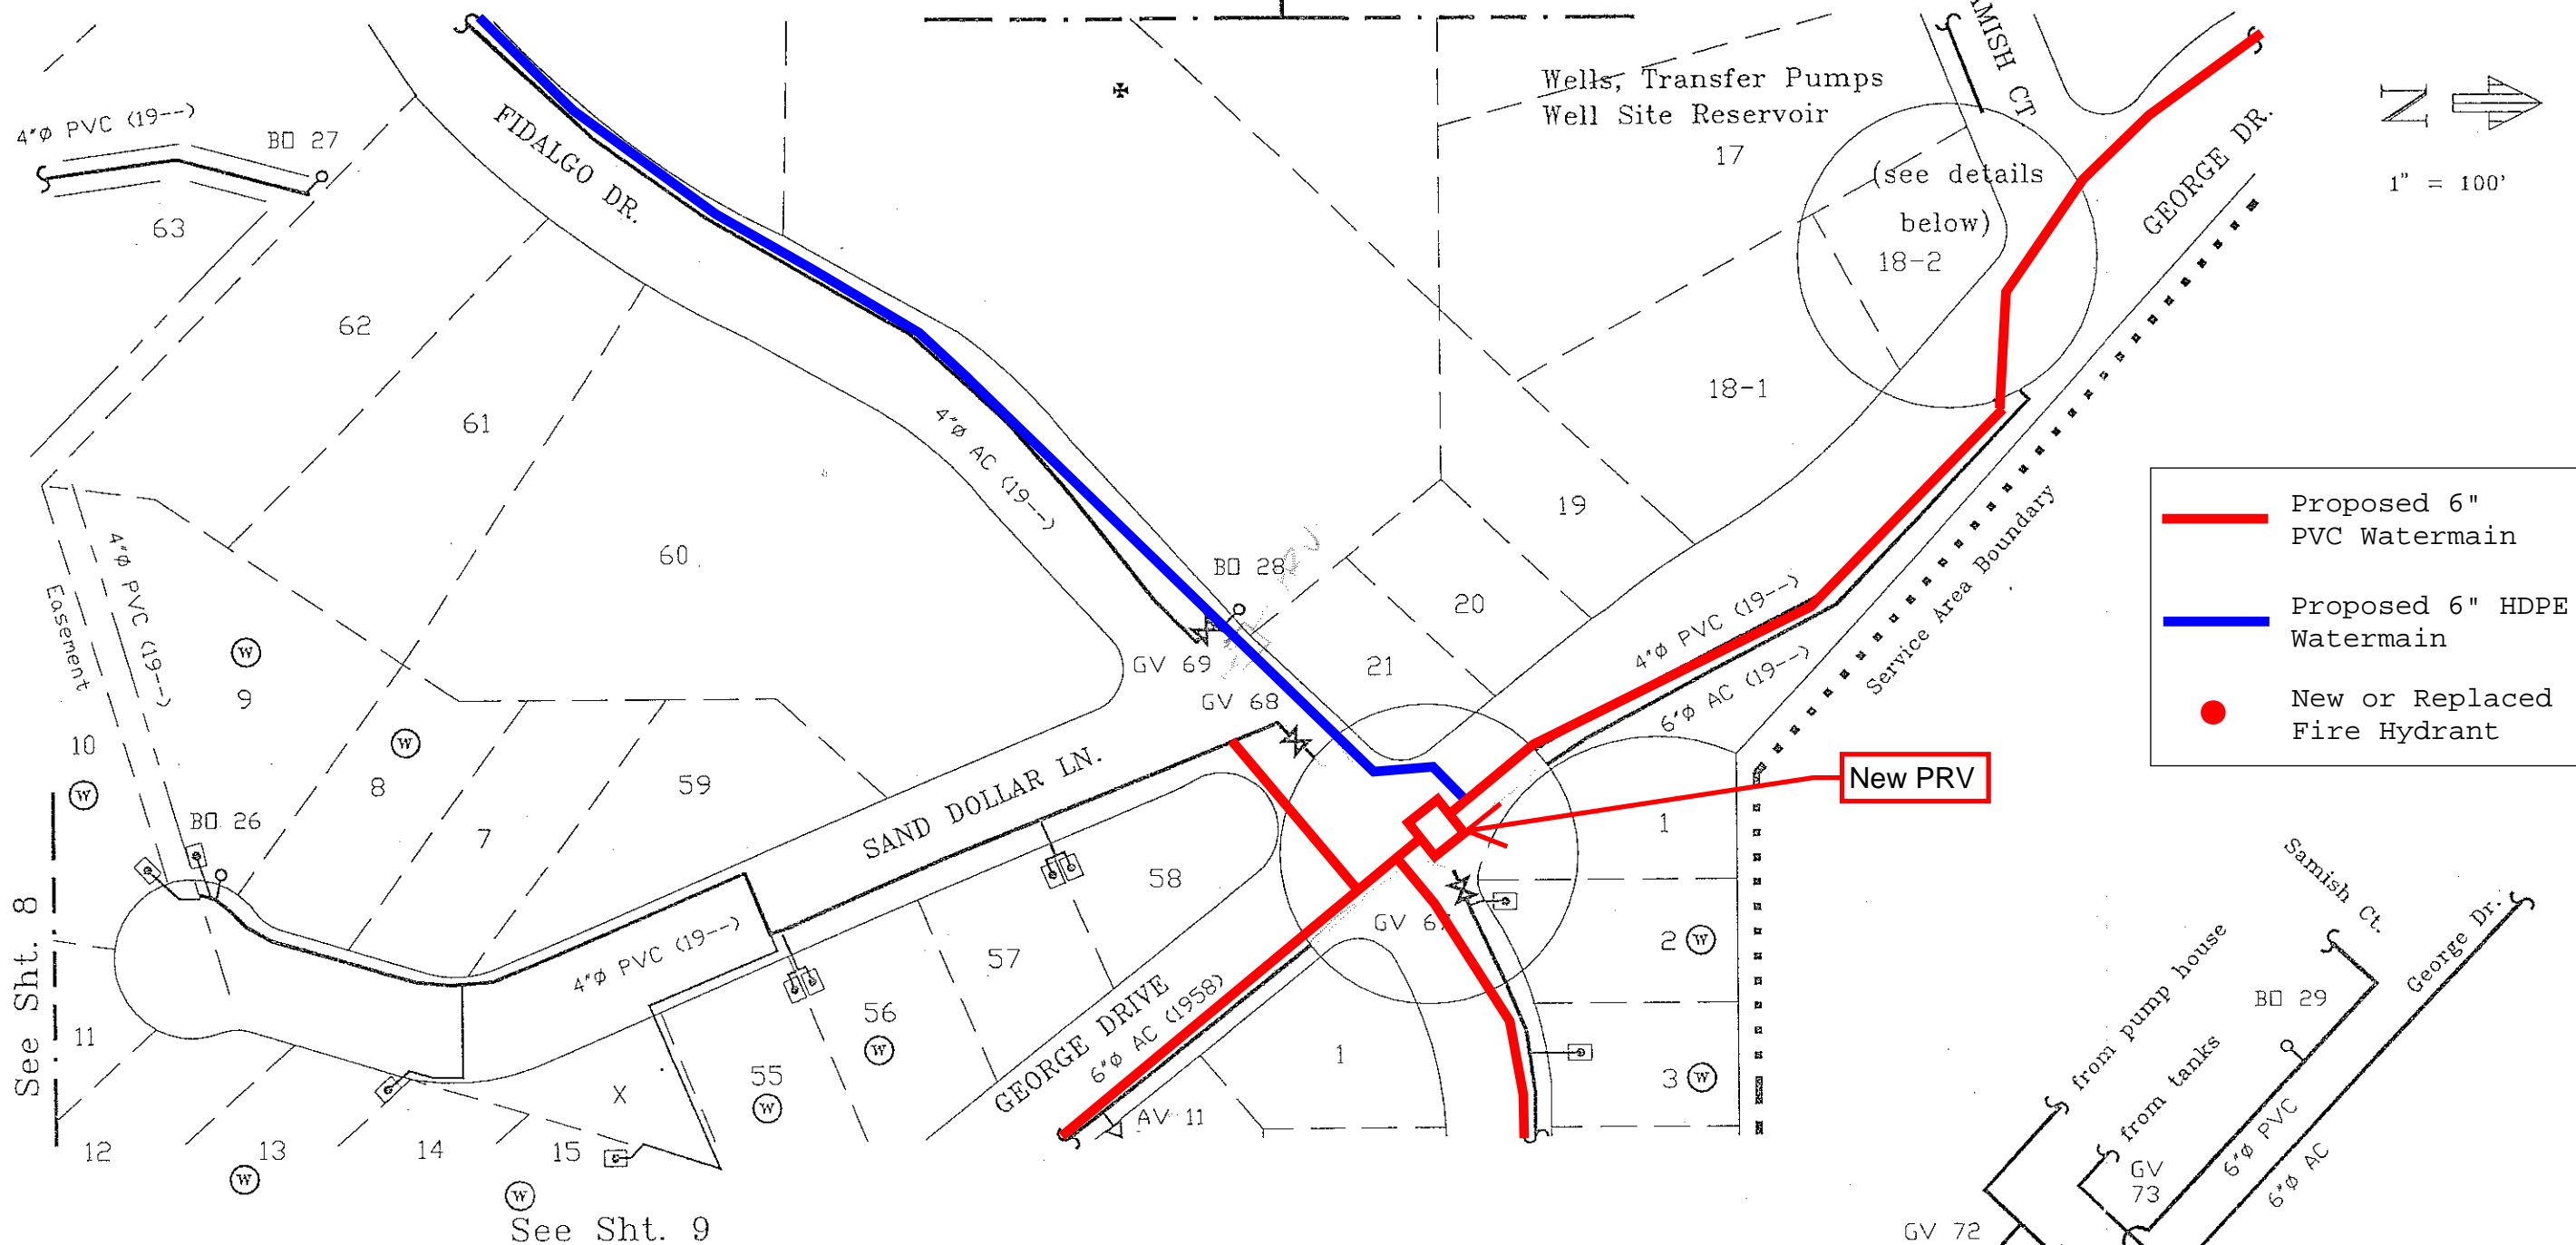 4"ø PVC (19--)
BO 27
63
FIDALGO DR.
Wells, Transfer Pumps
Well Site Reservoir
17
(see details
below)
18-2
GEORGE DR.
N
1" = 100'
62
61
60
4"ø AC (19--)
18-1
19
20
21
BO 28
GV 69
GV 68
4"ø PVC (19--)
6"ø AC (19--)
Service Area Boundary
Proposed 6"
PVC Watermain
Proposed 6" HDPE
Watermain
New or Replaced
Fire Hydrant
New PRV
Easement
4"ø PVC (19--)
W
9
10
W
W
8
7
59
BO 26
SAND DOLLAR LN.
58
57
56
W
55
W
4"ø PVC (19--)
GEORGE DRIVE
6"ø AC (1958)
AV 11
1
1
2 W
3 W
See Sht. 8
11
12
13
W
14
15
X
W
See Sht. 9
Samish
Ct.
George Dr.
BO 29
from pump house
from tanks
GV
73
6"ø PVC
6"ø AC
GV 72